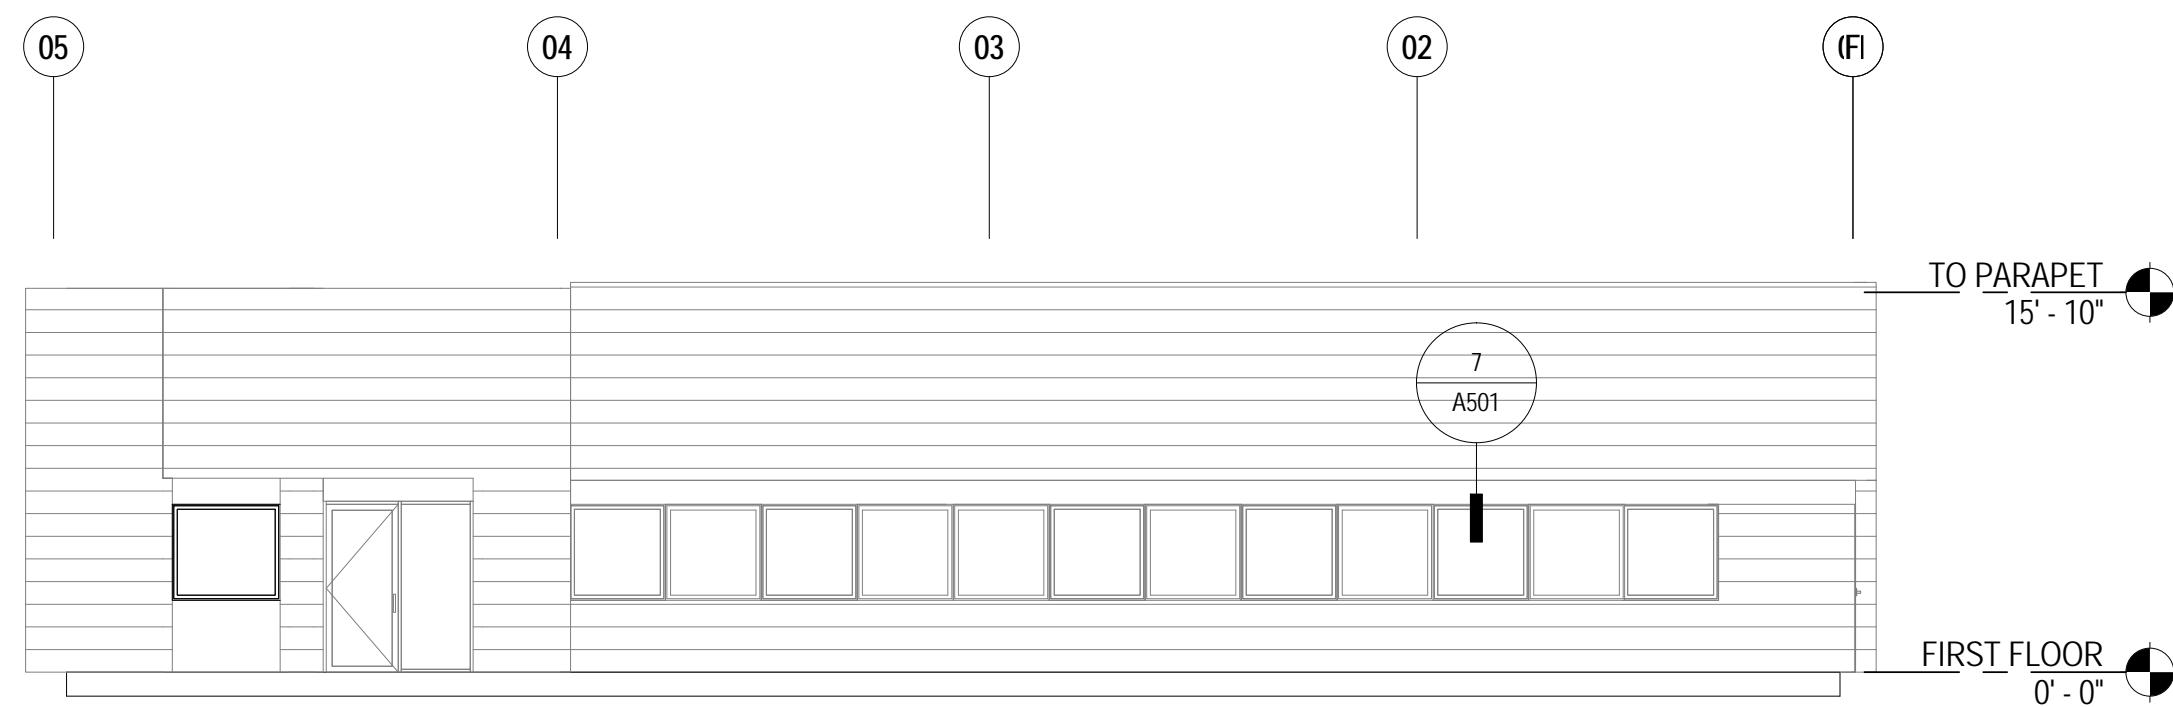 05
04
03
02
TO PARAPET
15' - 10"
7
A501
FIRST FLOOR
0' - 0"